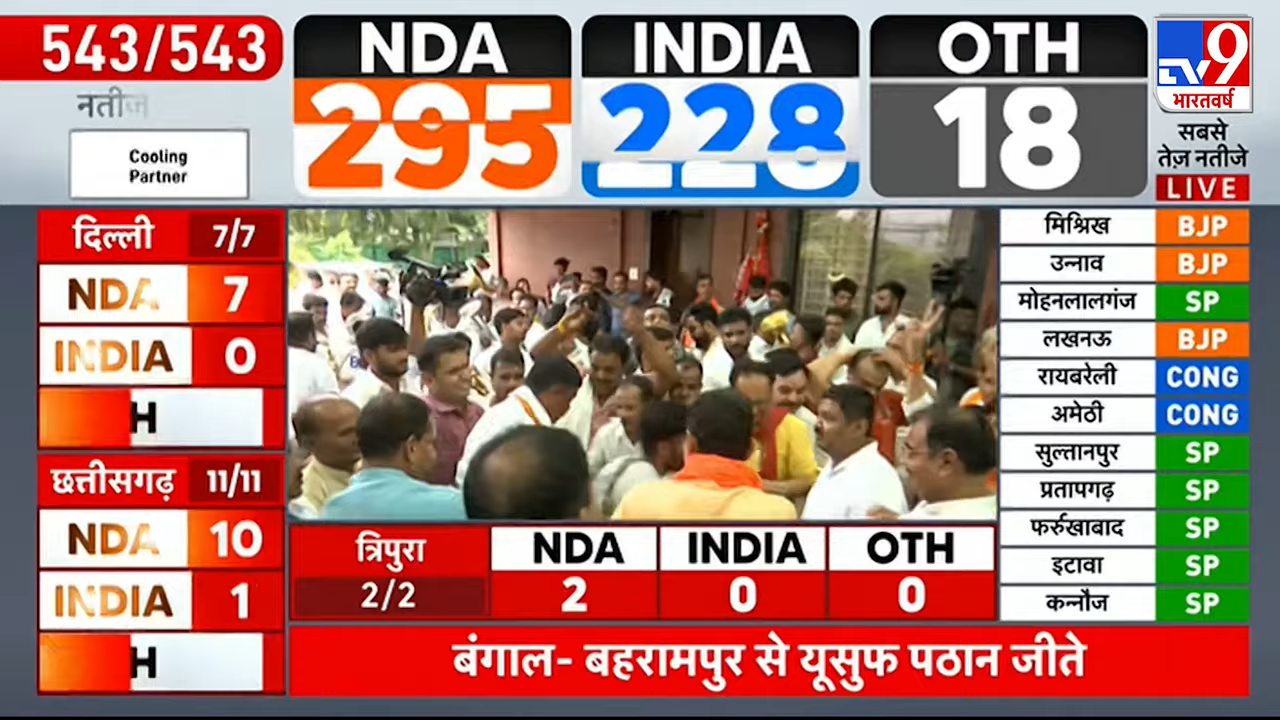 543/543
Cooling
Partner
NDA
295
INDIA
228
OTH
18
TV9
भारतवर्ष
सबसे
तेज़ नतीजे
LIVE
दिल्ली 7/7
NDA 7
INDIA 0
H
छत्तीसगढ़ 11/11
NDA 10
INDIA 1
H
त्रिपुरा
2/2
NDA INDIA OTH
2 0 0
मिश्रिख BJP
उन्नाव BJP
मोहनलालगंज SP
लखनऊ BJP
रायबरेली CONG
अमेठी CONG
सुल्तानपुर SP
प्रतापगढ़ SP
फर्रुखाबाद SP
इटावा SP
कन्नौज SP
बंगाल- बहरामपुर से यूसुफ पठान जीते